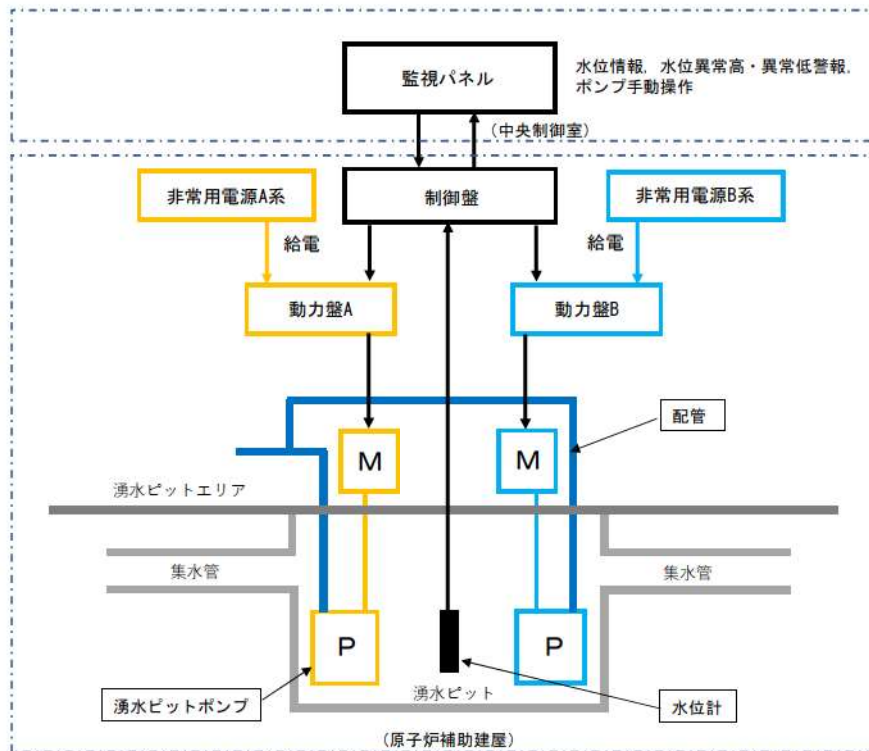 監視パネル
水位情報，水位異常高・異常低警報，
ポンプ手動操作
(中央制御室)
非常用電源A系
制御盤
非常用電源B系
給電
給電
動力盤A
動力盤B
配管
M
M
湧水ピットエリア
集水管
集水管
P
P
湧水ピット
湧水ピットポンプ
水位計
(原子炉補助建屋)